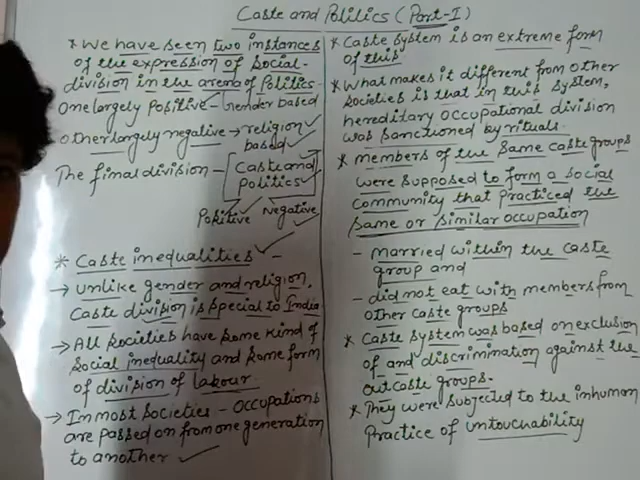 Caste and Politics (Part-I)
* We have seen two instances
of the expression of social-
division in the arena of Politics-
One largely Positive - Gender based
Other largely negative → religion
based
The final division - Caste and
Politics
Positive Negative
* Caste inequalities -
→ Unlike gender and religion.
Caste division is special to India
→ All societies have some kind of
Social inequality and some form
of division of labour
→ In most societies - occupations
are passed on from one generation
to another
* Caste system is an extreme form
of this
* What makes it different from other
societies is that in this system,
hereditary occupational division
was sanctioned by rituals.
* members of the same caste groups
were supposed to form a social
community that practiced the
same or similar occupation
- married within the caste
group and
- did not eat with members from
other caste groups
* Caste system was based on exclusion
of and discrimination against the
outcaste groups.
* They were subjected to the inhuman
Practice of untouchability